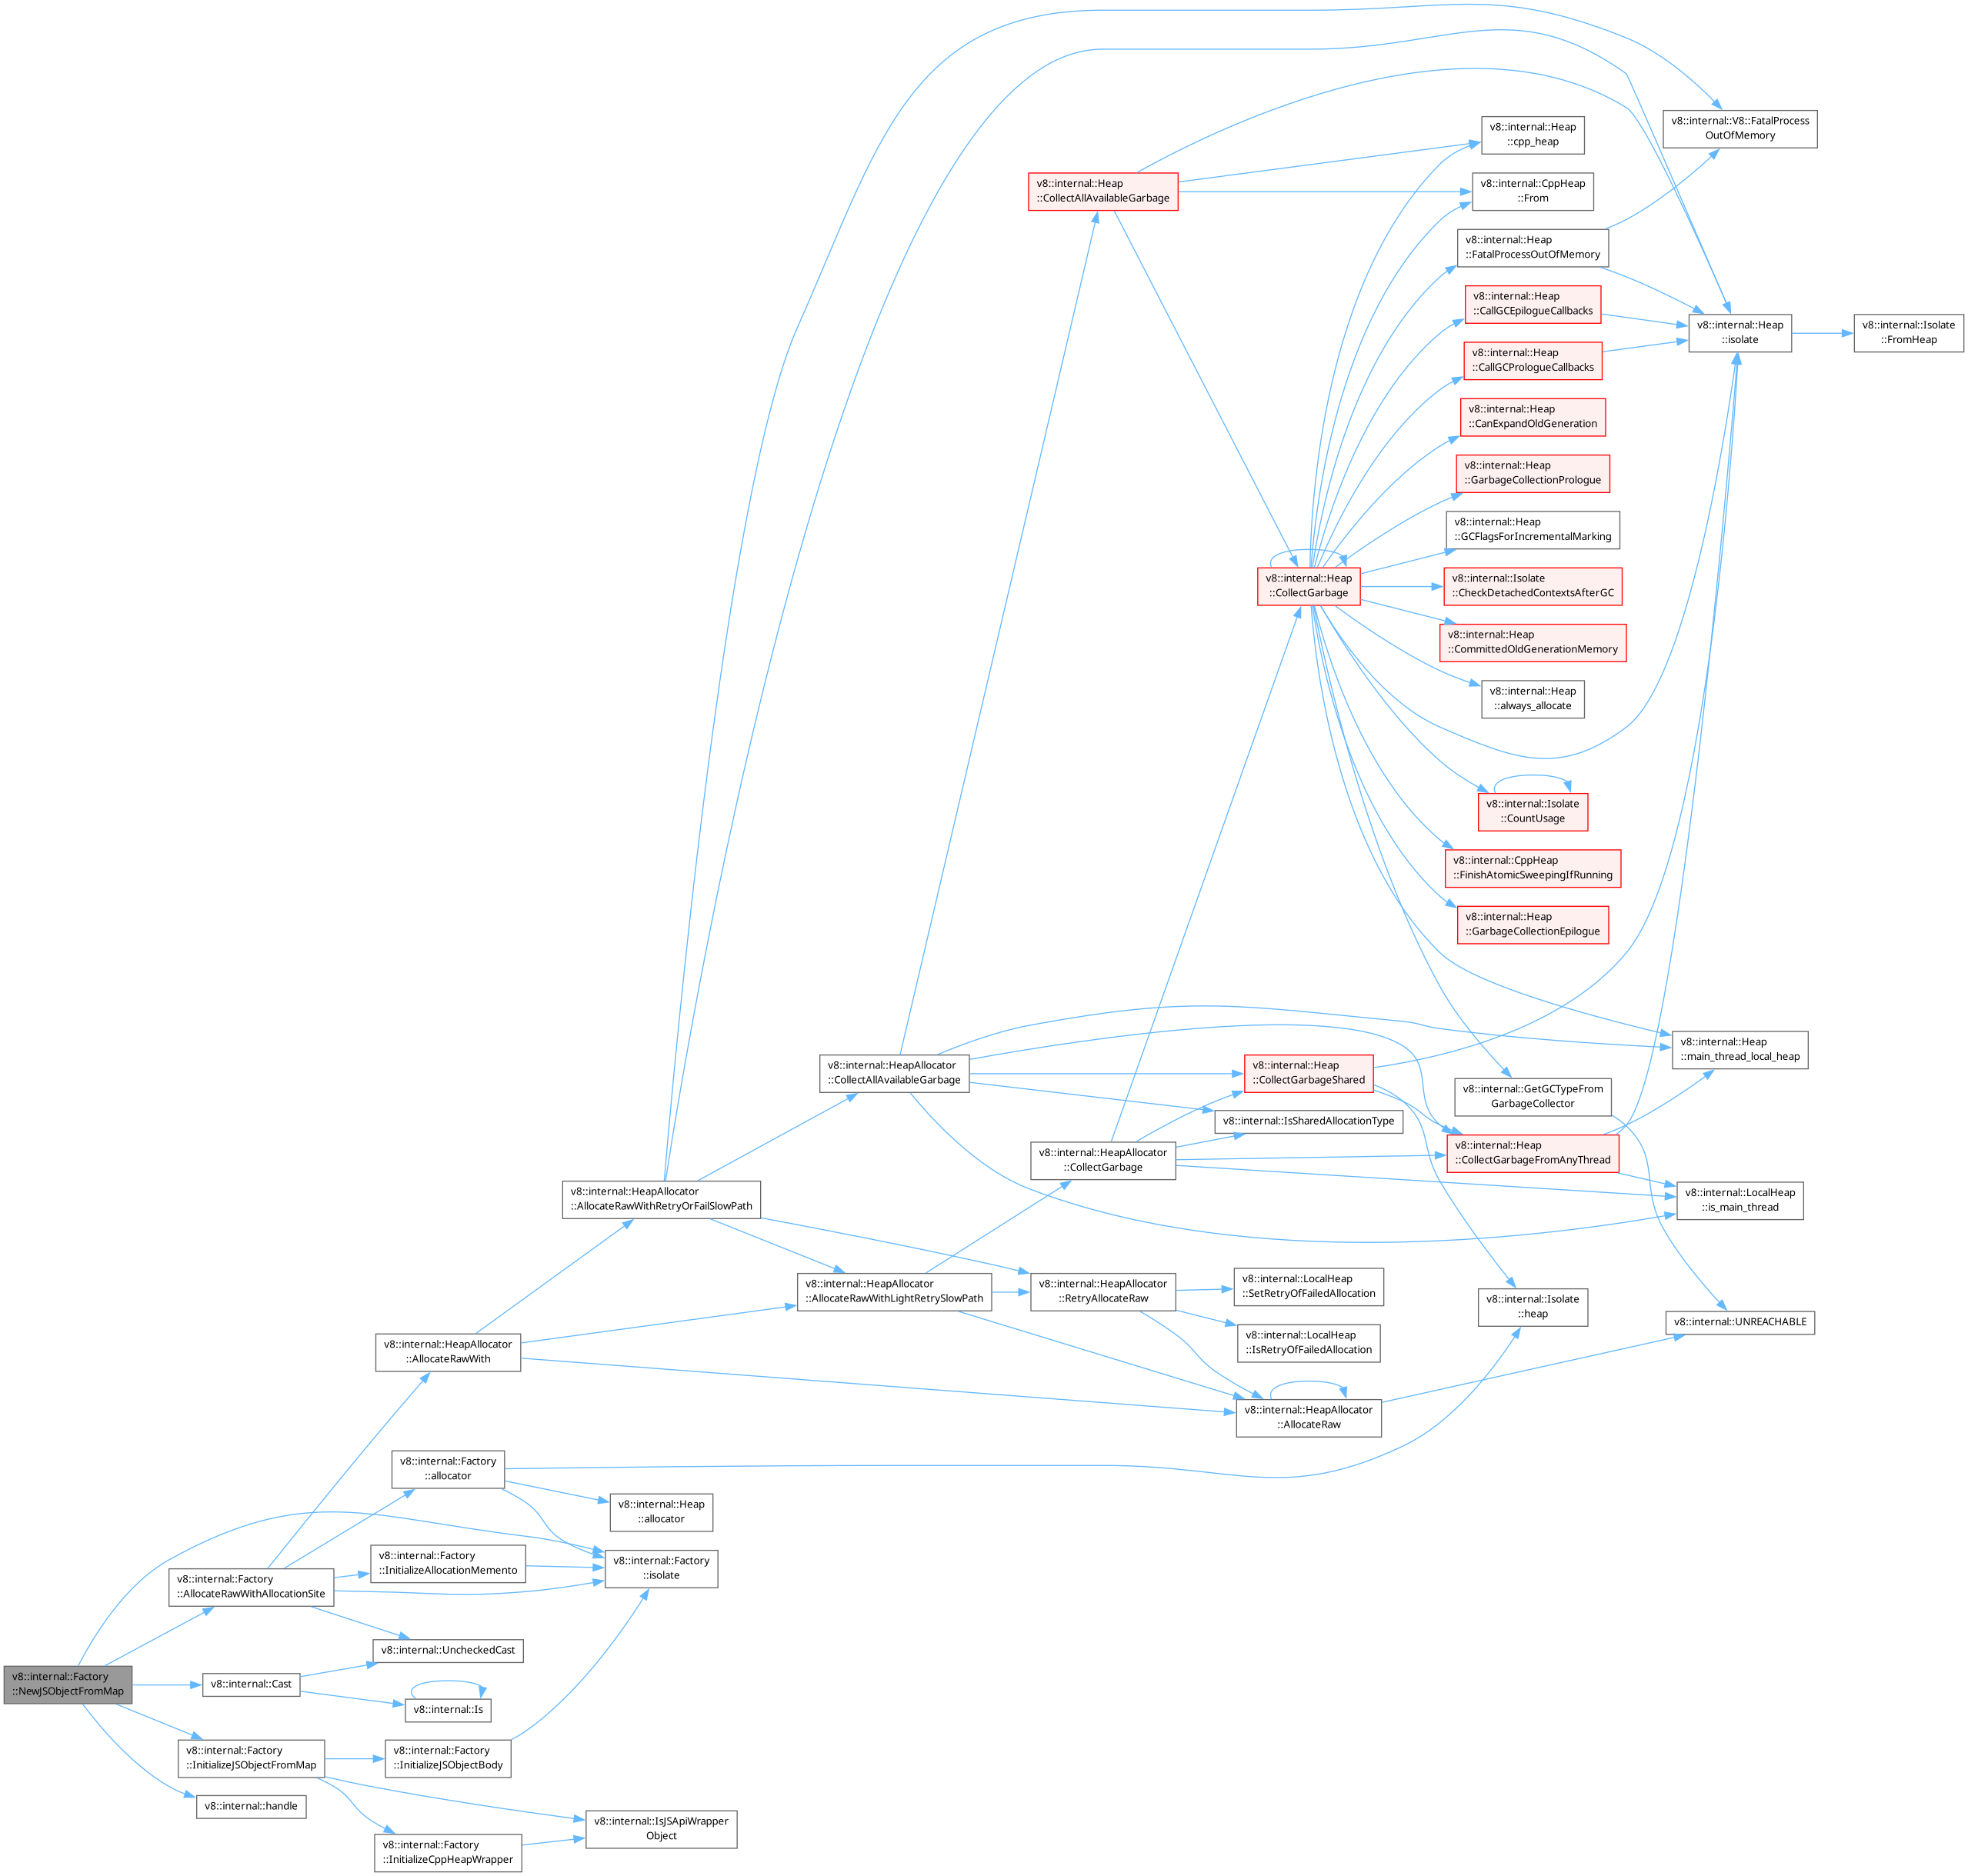 v8::internal::V8::FatalProcess
OutOfMemory
v8::internal::Heap
::cpp_heap
v8::internal::Heap
::CollectAllAvailableGarbage
v8::internal::CppHeap
::From
v8::internal::Heap
::FatalProcessOutOfMemory
v8::internal::Heap
::CallGCEpilogueCallbacks
v8::internal::Heap
::isolate
v8::internal::Isolate
::FromHeap
v8::internal::Heap
::CallGCPrologueCallbacks
v8::internal::Heap
::CanExpandOldGeneration
v8::internal::Heap
::GarbageCollectionPrologue
v8::internal::Heap
::GCFlagsForIncrementalMarking
v8::internal::Heap
::CollectGarbage
v8::internal::Isolate
::CheckDetachedContextsAfterGC
v8::internal::Heap
::CommittedOldGenerationMemory
v8::internal::Heap
::always_allocate
v8::internal::Isolate
::CountUsage
v8::internal::CppHeap
::FinishAtomicSweepingIfRunning
v8::internal::Heap
::GarbageCollectionEpilogue
v8::internal::Heap
::main_thread_local_heap
v8::internal::HeapAllocator
::CollectAllAvailableGarbage
v8::internal::Heap
::CollectGarbageShared
v8::internal::GetGCTypeFrom
GarbageCollector
v8::internal::IsSharedAllocationType
v8::internal::HeapAllocator
::CollectGarbage
v8::internal::Heap
::CollectGarbageFromAnyThread
v8::internal::LocalHeap
::is_main_thread
v8::internal::HeapAllocator
::AllocateRawWithRetryOrFailSlowPath
v8::internal::HeapAllocator
::AllocateRawWithLightRetrySlowPath
v8::internal::HeapAllocator
::RetryAllocateRaw
v8::internal::LocalHeap
::SetRetryOfFailedAllocation
v8::internal::Isolate
::heap
v8::internal::UNREACHABLE
v8::internal::LocalHeap
::IsRetryOfFailedAllocation
v8::internal::HeapAllocator
::AllocateRawWith
v8::internal::HeapAllocator
::AllocateRaw
v8::internal::Factory
::allocator
v8::internal::Heap
::allocator
v8::internal::Factory
::InitializeAllocationMemento
v8::internal::Factory
::isolate
v8::internal::Factory
::AllocateRawWithAllocationSite
v8::internal::UncheckedCast
v8::internal::Factory
::NewJSObjectFromMap
v8::internal::Cast
v8::internal::Is
v8::internal::Factory
::InitializeJSObjectFromMap
v8::internal::Factory
::InitializeJSObjectBody
v8::internal::handle
v8::internal::IsJSApiWrapper
Object
v8::internal::Factory
::InitializeCppHeapWrapper